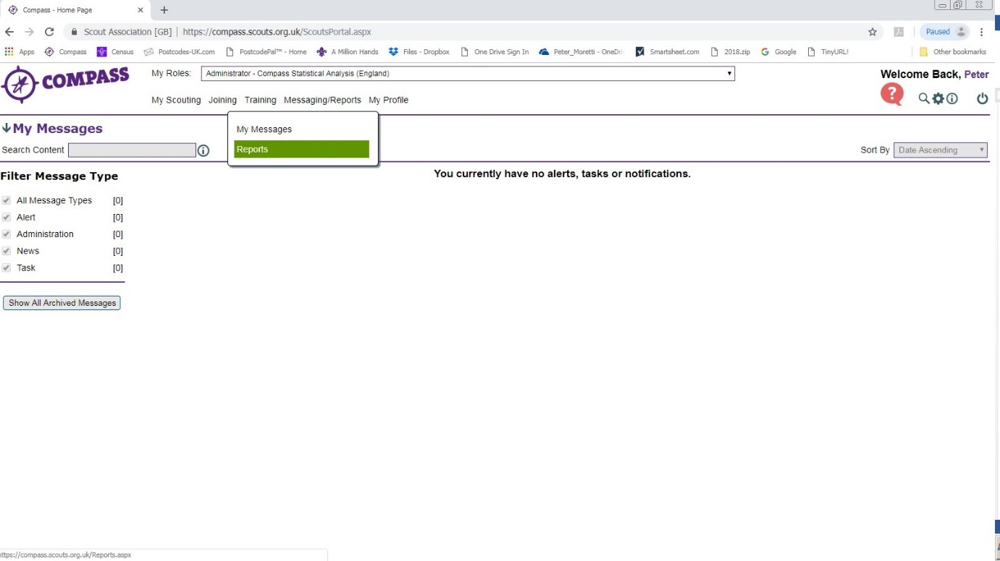 Compass - Home Page
Scout Association [GB] | https://compass.scouts.org.uk/ScoutsPortal.aspx
Paused
Apps Compass Census Postcodes-UK.com PostcodePal™ - Home A Million Hands Files - Dropbox One Drive Sign In Peter_Moretti - OneDri Smartsheet.com 2018.zip Google TinyURL! Other bookmarks
COMPASS
My Roles: Administrator - Compass Statistical Analysis (England)
Welcome Back, Peter
My Scouting Joining Training Messaging/Reports My Profile
?
My Messages
Reports
My Messages
Search Content
Sort By Date Ascending
Filter Message Type
You currently have no alerts, tasks or notifications.
All Message Types [0]
Alert [0]
Administration [0]
News [0]
Task [0]
Show All Archived Messages
ttps://compass.scouts.org.uk/Reports.aspx